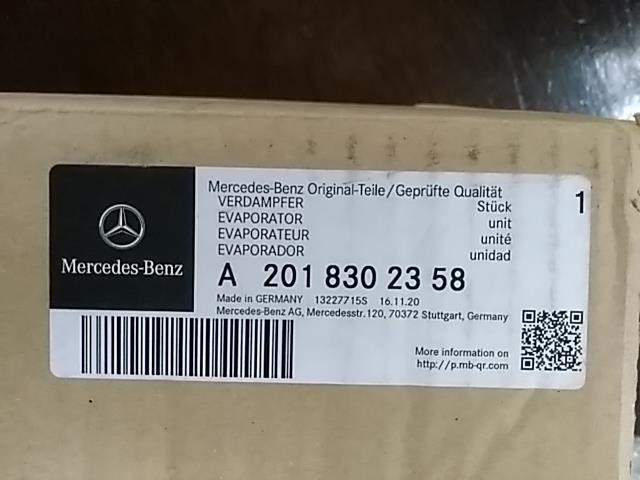 Mercedes-Benz Original-Teile/Geprüfte Qualität
VERDAMPFER Stück 1
EVAPORATOR unit
EVAPORATEUR unité
EVAPORADOR unidad
Mercedes-Benz
A 201 830 23 58
Made in GERMANY 13227715S 16.11.20
Mercedes-Benz AG, Mercedesstr.120, 70372 Stuttgart, Germany
More information on
http://p.mb-qr.com